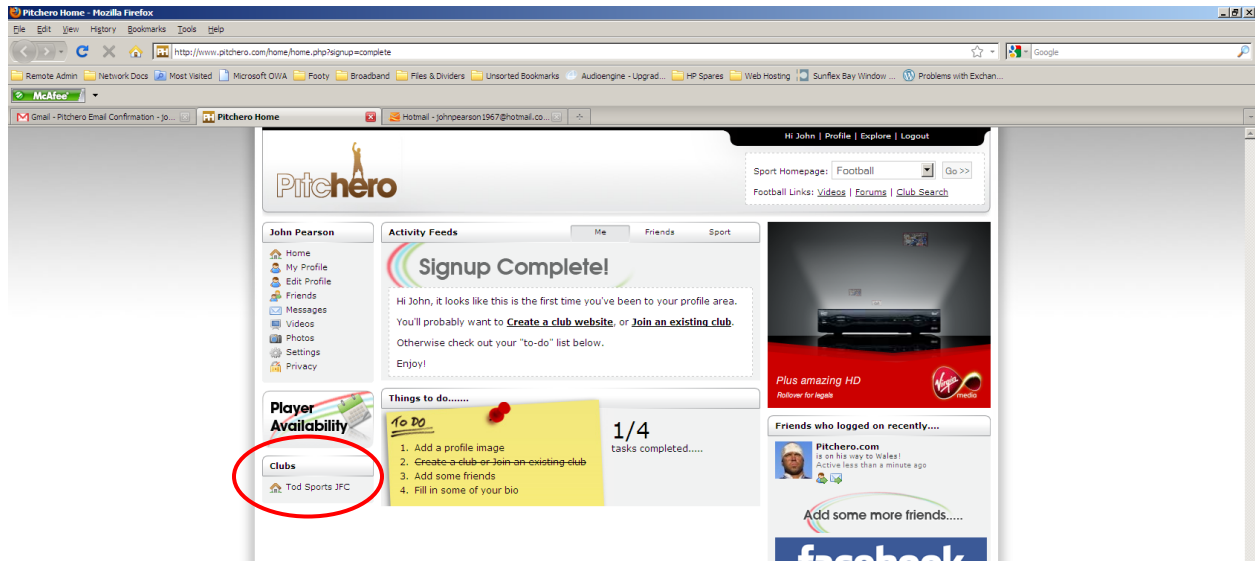 Pitchero Home - Mozilla Firefox
File Edit View History Bookmarks Tools Help
http://www.pitchero.com/home/home.php?signup=complete
Google
Remote Admin Network Docs Most Visited Microsoft OWA Footy Broadband Files & Dividers Unsorted Bookmarks Audioengine - Upgrad... HP Spares Web Hosting Sunflex Bay Window ... Problems with Exchan...
McAfee
Gmail - Pitchero Email Confirmation - jo... Pitchero Home Hotmail - johnpearson1967@hotmail.co...
Hi John | Profile | Explore | Logout
Pitchero
Sport Homepage: Football Go >>
Football Links: Videos | Forums | Club Search
John Pearson
Home
My Profile
Edit Profile
Friends
Messages
Videos
Photos
Settings
Privacy
Player
Availability
Clubs
Tod Sports JFC
Activity Feeds Me Friends Sport
Signup Complete!
Hi John, it looks like this is the first time you've been to your profile area.
You'll probably want to Create a club website, or Join an existing club.
Otherwise check out your "to-do" list below.
Enjoy!
Things to do.......
To Do
1. Add a profile image
2. Create a club or Join an existing club
3. Add some friends
4. Fill in some of your bio
1/4
tasks completed.....
Plus amazing HD
Rollover for legals
Virgin
media
Friends who logged on recently....
Pitchero.com
is on his way to Wales!
Active less than a minute ago
Add some more friends.....
facebook